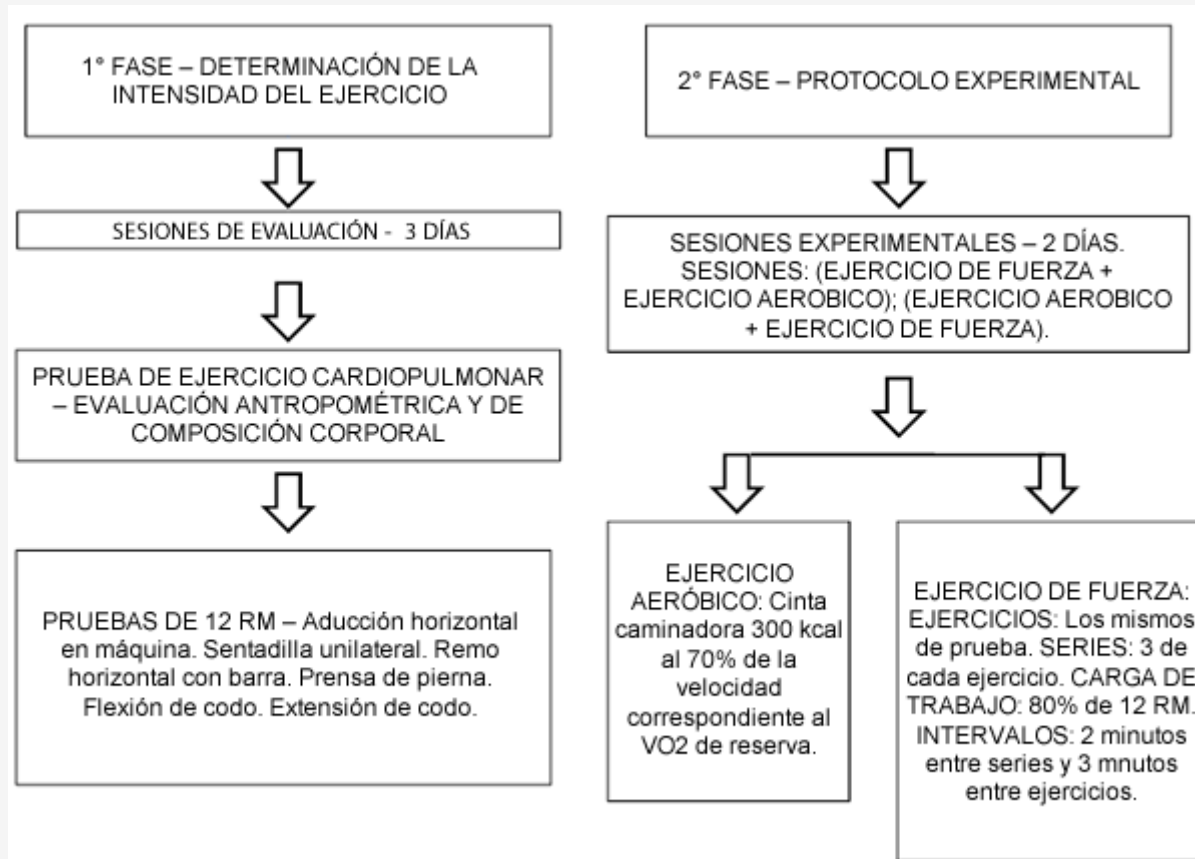 1° FASE – DETERMINACIÓN DE LA
INTENSIDAD DEL EJERCICIO
SESIONES DE EVALUACIÓN - 3 DÍAS
PRUEBA DE EJERCICIO CARDIOPULMONAR
– EVALUACIÓN ANTROPOMÉTRICA Y DE
COMPOSICIÓN CORPORAL
PRUEBAS DE 12 RM – Aducción horizontal
en máquina. Sentadilla unilateral. Remo
horizontal con barra. Prensa de pierna.
Flexión de codo. Extensión de codo.
2° FASE – PROTOCOLO EXPERIMENTAL
SESIONES EXPERIMENTALES – 2 DÍAS.
SESIONES: (EJERCICIO DE FUERZA +
EJERCICIO AEROBICO); (EJERCICIO AEROBICO
+ EJERCICIO DE FUERZA).
EJERCICIO
AERÓBICO: Cinta
caminadora 300 kcal
al 70% de la
velocidad
correspondiente al
VO2 de reserva.
EJERCICIO DE FUERZA:
EJERCICIOS: Los mismos
de prueba. SERIES: 3 de
cada ejercicio. CARGA DE
TRABAJO: 80% de 12 RM.
INTERVALOS: 2 minutos
entre series y 3 mnutos
entre ejercicios.